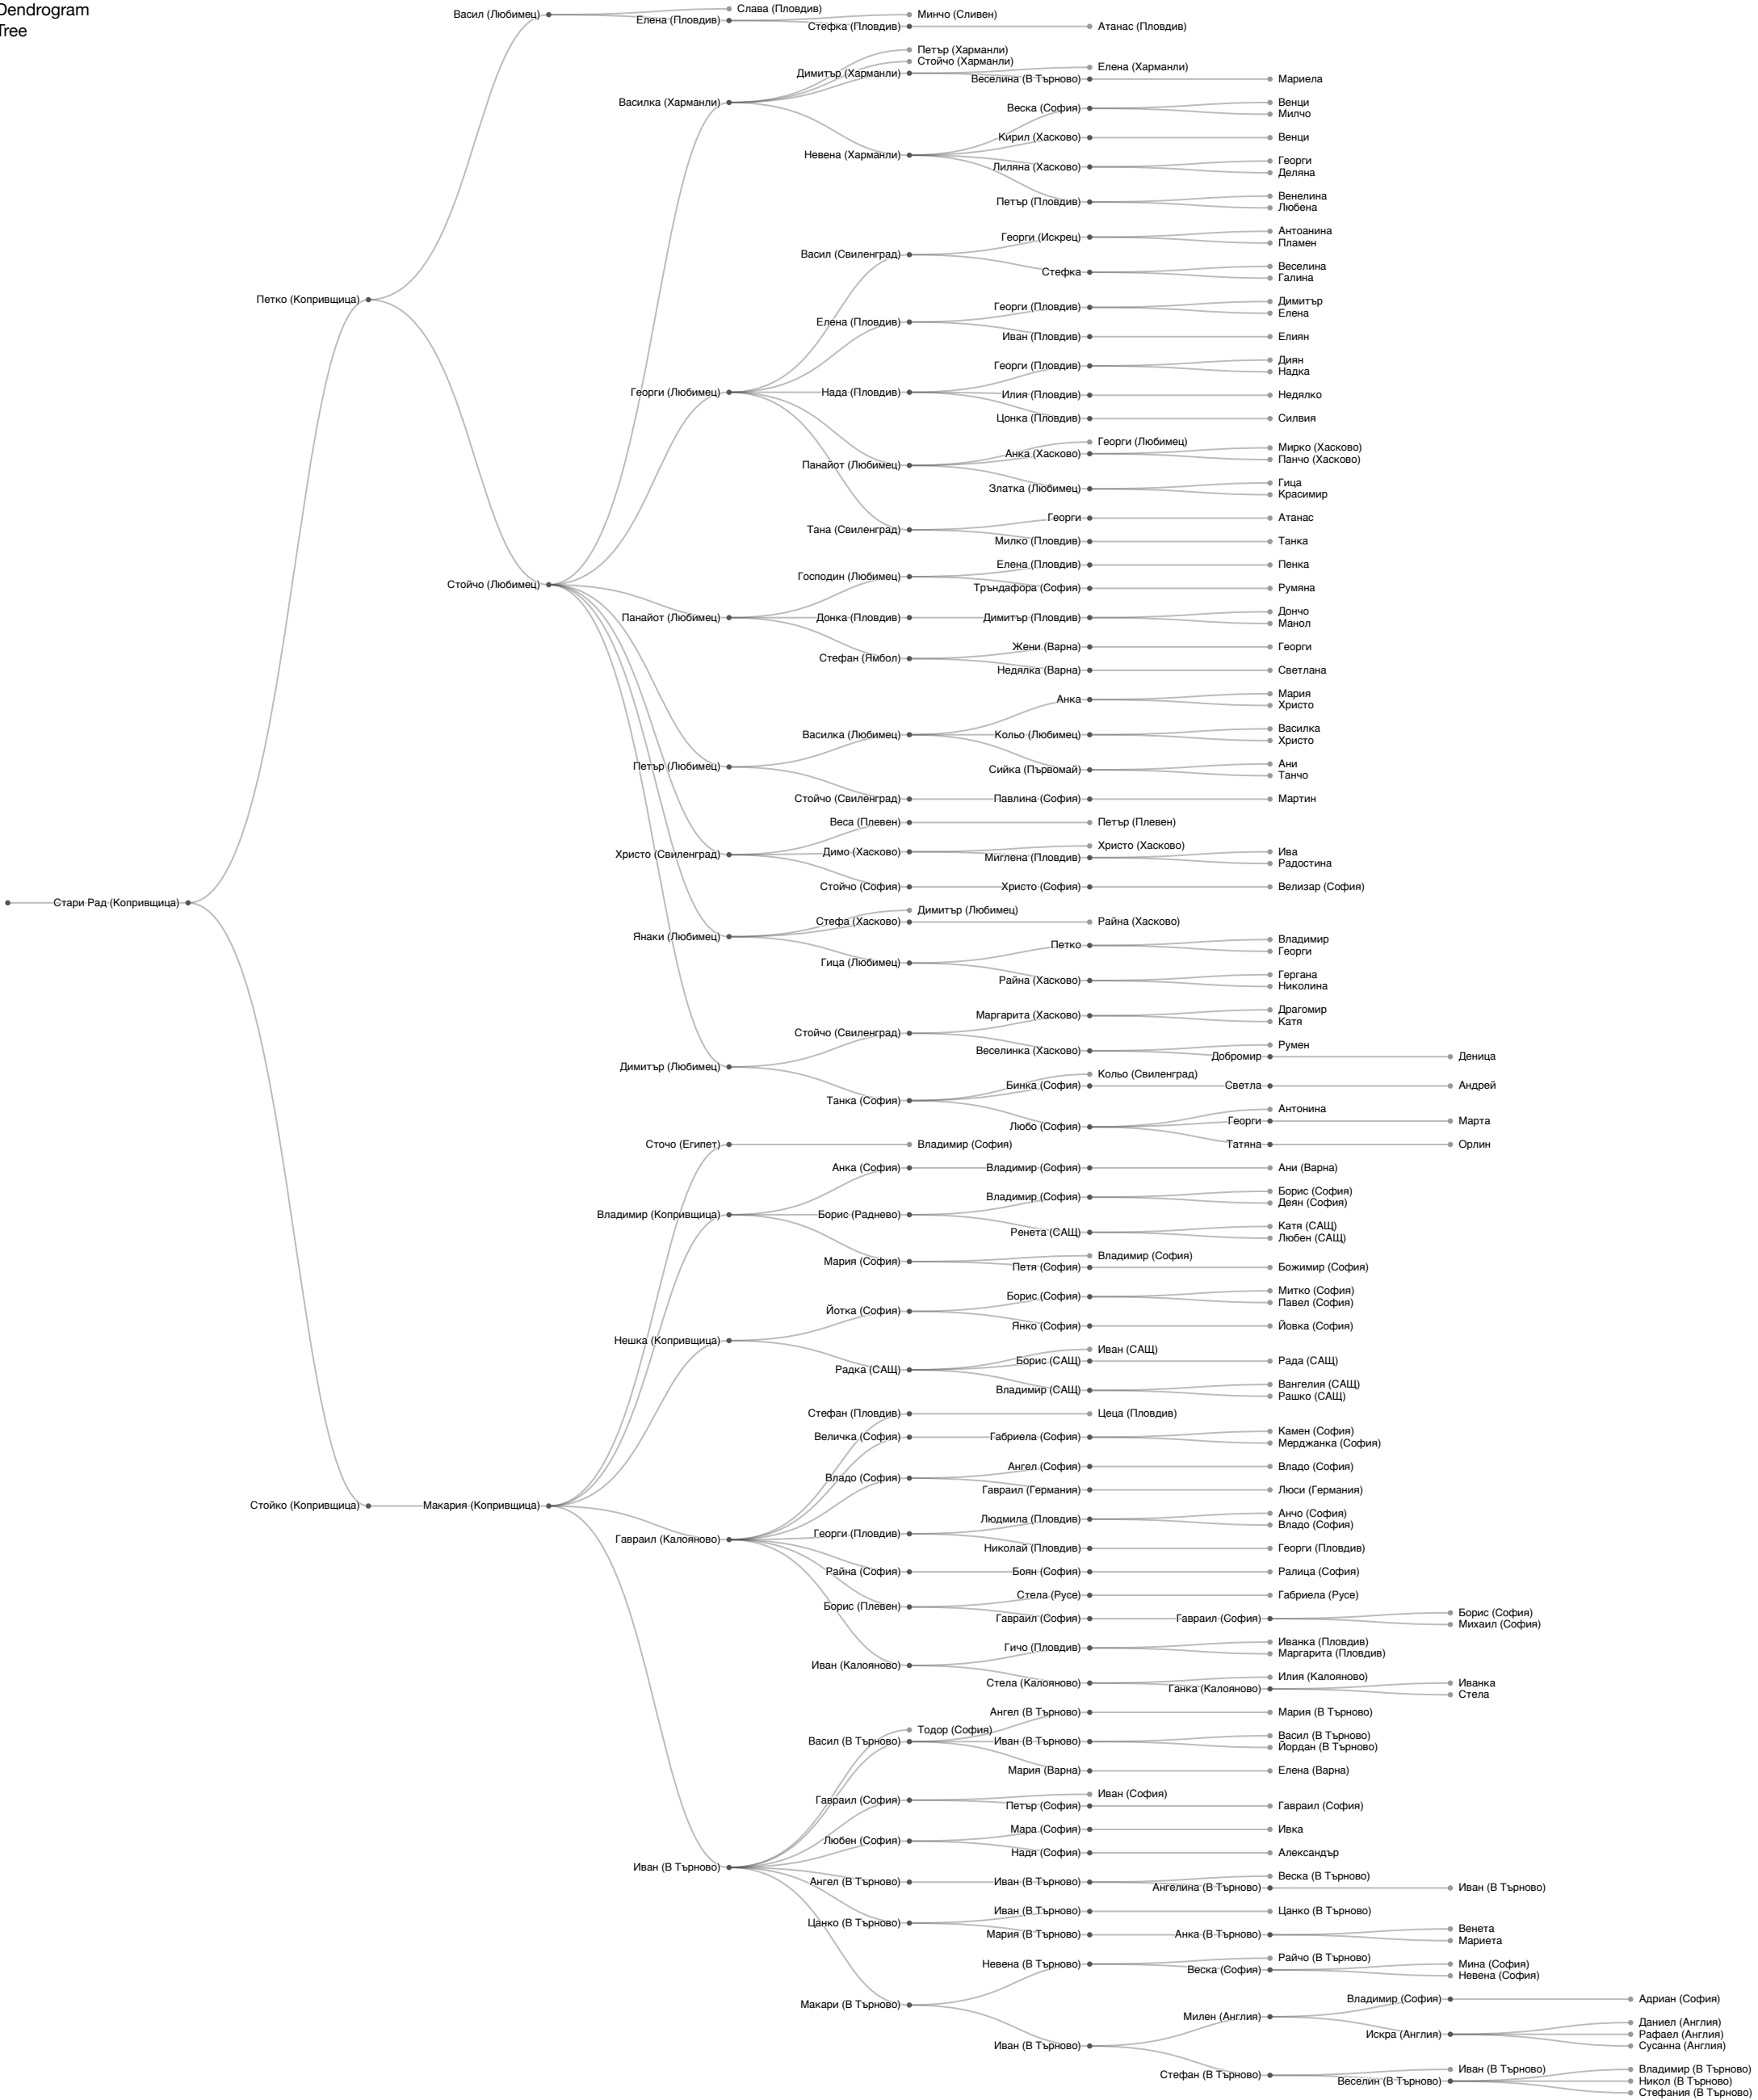 Dendrogram
Tree
Васил (Любимец)
Слава (Пловдив)
Елена (Пловдив)
Минчо (Сливен)
Стефка (Пловдив)
Атанас (Пловдив)
Петър (Харманли)
Стойчо (Харманли)
Димитър (Харманли)
Елена (Харманли)
Веселина (В Търново)
Мариела
Василка (Харманли)
Веска (София)
Венци
Милчо
Кирил (Хасково)
Венци
Невена (Харманли)
Лиляна (Хасково)
Георги
Деляна
Петър (Пловдив)
Венелина
Любена
Георги (Искрец)
Антоанина
Пламен
Васил (Свиленград)
Стефка
Веселина
Галина
Петко (Копривщица)
Георги (Пловдив)
Димитър
Елена
Елена (Пловдив)
Иван (Пловдив)
Елиян
Георги (Пловдив)
Диян
Надка
Георги (Любимец)
Нада (Пловдив)
Илия (Пловдив)
Недялко
Цонка (Пловдив)
Силвия
Георги (Любимец)
Анка (Хасково)
Мирко (Хасково)
Панчо (Хасково)
Панайот (Любимец)
Златка (Любимец)
Гица
Красимир
Георги
Атанас
Тана (Свиленград)
Милко (Пловдив)
Танка
Елена (Пловдив)
Пенка
Господин (Любимец)
Стойчо (Любимец)
Тръндафора (София)
Румяна
Панайот (Любимец)
Донка (Пловдив)
Димитър (Пловдив)
Дончо
Манол
Жени (Варна)
Георги
Стефан (Ямбол)
Недялка (Варна)
Светлана
Анка
Мария
Христо
Василка (Любимец)
Кольо (Любимец)
Василка
Христо
Петър (Любимец)
Сийка (Първомай)
Ани
Танчо
Стойчо (Свиленград)
Павлина (София)
Мартин
Веса (Плевен)
Петър (Плевен)
Христо (Свиленград)
Димо (Хасково)
Христо (Хасково)
Миглена (Пловдив)
Ива
Радостина
Стойчо (София)
Христо (София)
Велизар (София)
Стари Рад (Копривщица)
Димитър (Любимец)
Стефа (Хасково)
Райна (Хасково)
Янаки (Любимец)
Петко
Владимир
Георги
Гица (Любимец)
Райна (Хасково)
Гергана
Николина
Маргарита (Хасково)
Драгомир
Катя
Стойчо (Свиленград)
Веселинка (Хасково)
Румен
Добромир
Деница
Димитър (Любимец)
Кольо (Свиленград)
Бинка (София)
Светла
Андрей
Танка (София)
Любо (София)
Антонина
Георги
Марта
Татяна
Орлин
Сточо (Египет)
Владимир (София)
Анка (София)
Владимир (София)
Ани (Варна)
Владимир (Копривщица)
Борис (Раднево)
Владимир (София)
Борис (София)
Деян (София)
Ренета (САЩ)
Катя (САЩ)
Любен (САЩ)
Мария (София)
Владимир (София)
Петя (София)
Божимир (София)
Йотка (София)
Борис (София)
Митко (София)
Павел (София)
Янко (София)
Йовка (София)
Нешка (Копривщица)
Радка (САЩ)
Иван (САЩ)
Борис (САЩ)
Рада (САЩ)
Владимир (САЩ)
Вангелия (САЩ)
Рашко (САЩ)
Стефан (Пловдив)
Цеца (Пловдив)
Величка (София)
Габриела (София)
Камен (София)
Мерджанка (София)
Владо (София)
Ангел (София)
Владо (София)
Гавраил (Германия)
Люси (Германия)
Стойко (Копривщица)
Макария (Копривщица)
Гавраил (Калояново)
Георги (Пловдив)
Людмила (Пловдив)
Анчо (София)
Владо (София)
Николай (Пловдив)
Георги (Пловдив)
Райна (София)
Боян (София)
Ралица (София)
Борис (Плевен)
Стела (Русе)
Габриела (Русе)
Гавраил (София)
Гавраил (София)
Борис (София)
Михаил (София)
Иван (Калояново)
Гичо (Пловдив)
Иванка (Пловдив)
Маргарита (Пловдив)
Стела (Калояново)
Илия (Калояново)
Ганка (Калояново)
Иванка
Стела
Тодор (София)
Васил (В Търново)
Ангел (В Търново)
Мария (В Търново)
Иван (В Търново)
Васил (В Търново)
Йордан (В Търново)
Мария (Варна)
Елена (Варна)
Гавраил (София)
Иван (София)
Петър (София)
Гавраил (София)
Любен (София)
Мара (София)
Ивка
Надя (София)
Александър
Иван (В Търново)
Ангел (В Търново)
Иван (В Търново)
Веска (В Търново)
Ангелина (В Търново)
Иван (В Търново)
Цанко (В Търново)
Иван (В Търново)
Цанко (В Търново)
Мария (В Търново)
Анка (В Търново)
Венета
Мариета
Макари (В Търново)
Невена (В Търново)
Райчо (В Търново)
Веска (София)
Мина (София)
Невена (София)
Иван (В Търново)
Милен (Англия)
Владимир (София)
Адриан (София)
Искра (Англия)
Даниел (Англия)
Рафаел (Англия)
Сусанна (Англия)
Стефан (В Търново)
Иван (В Търново)
Веселин (В Търново)
Владимир (В Търново)
Никол (В Търново)
Стефания (В Търново)